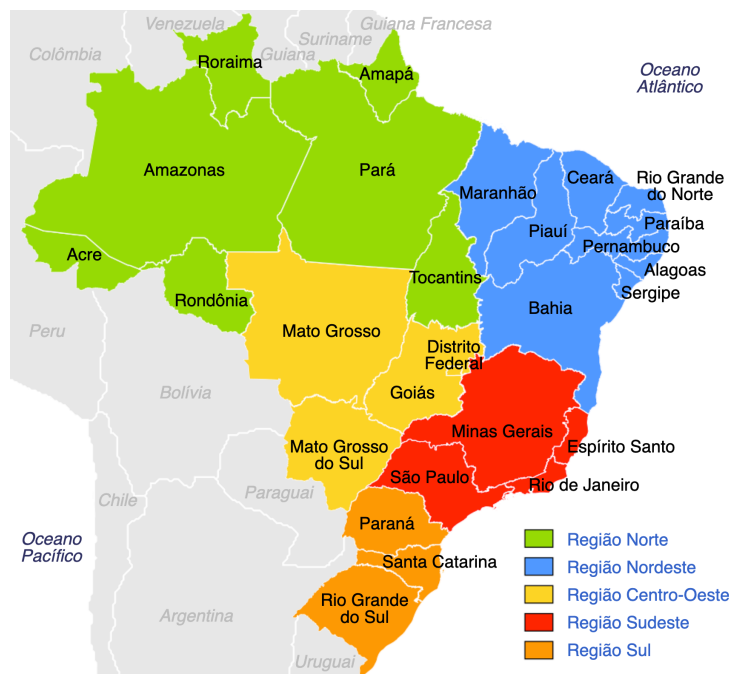 Venezuela
Guiana Francesa
Suriname
Colômbia
Guiana
Roraima
Amapá
Oceano
Atlântico
Amazonas
Pará
Maranhão
Ceará
Rio Grande
do Norte
Piauí
Paraíba
Pernambuco
Acre
Alagoas
Tocantins
Sergipe
Rondônia
Bahia
Peru
Mato Grosso
Distrito
Federal
Bolívia
Goiás
Minas Gerais
Espírito Santo
Mato Grosso
do Sul
São Paulo
Rio de Janeiro
Paraguai
Chile
Paraná
Oceano
Pacífico
Santa Catarina
Rio Grande
do Sul
Argentina
Uruguai
Região Norte
Região Nordeste
Região Centro-Oeste
Região Sudeste
Região Sul